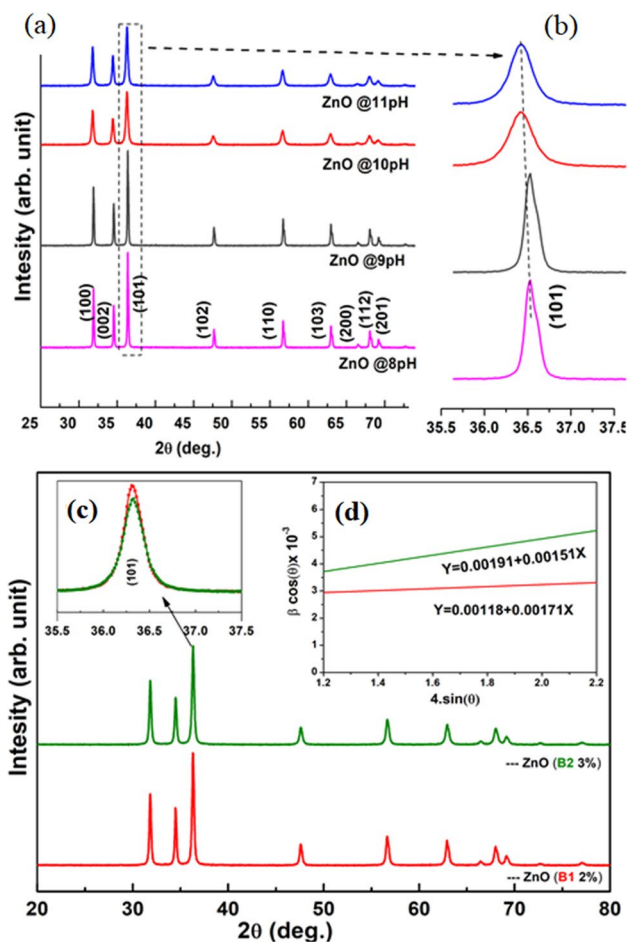 (a)
(b)
Intesity (arb. unit)
ZnO @11pH
ZnO @10pH
ZnO @9pH
(100)
(002)
(101)
(102)
(110)
(103)
(200)
(112)
(201)
ZnO @8pH
(101)
25 30 35 40 45 50 55 60 65 70
2θ (deg.)
35.5 36.0 36.5 37.0 37.5
(c)
(d)
(101)
35.5 36.0 36.5 37.0 37.5
β cos(θ)x 10⁻³
7
6
5
4
3
2
1
0
Y=0.00191+0.00151X
Y=0.00118+0.00171X
1.2 1.4 1.6 1.8 2.0 2.2
4.sin(θ)
Intesity (arb. unit)
--- ZnO (B2 3%)
--- ZnO (B1 2%)
20 30 40 50 60 70 80
2θ (deg.)